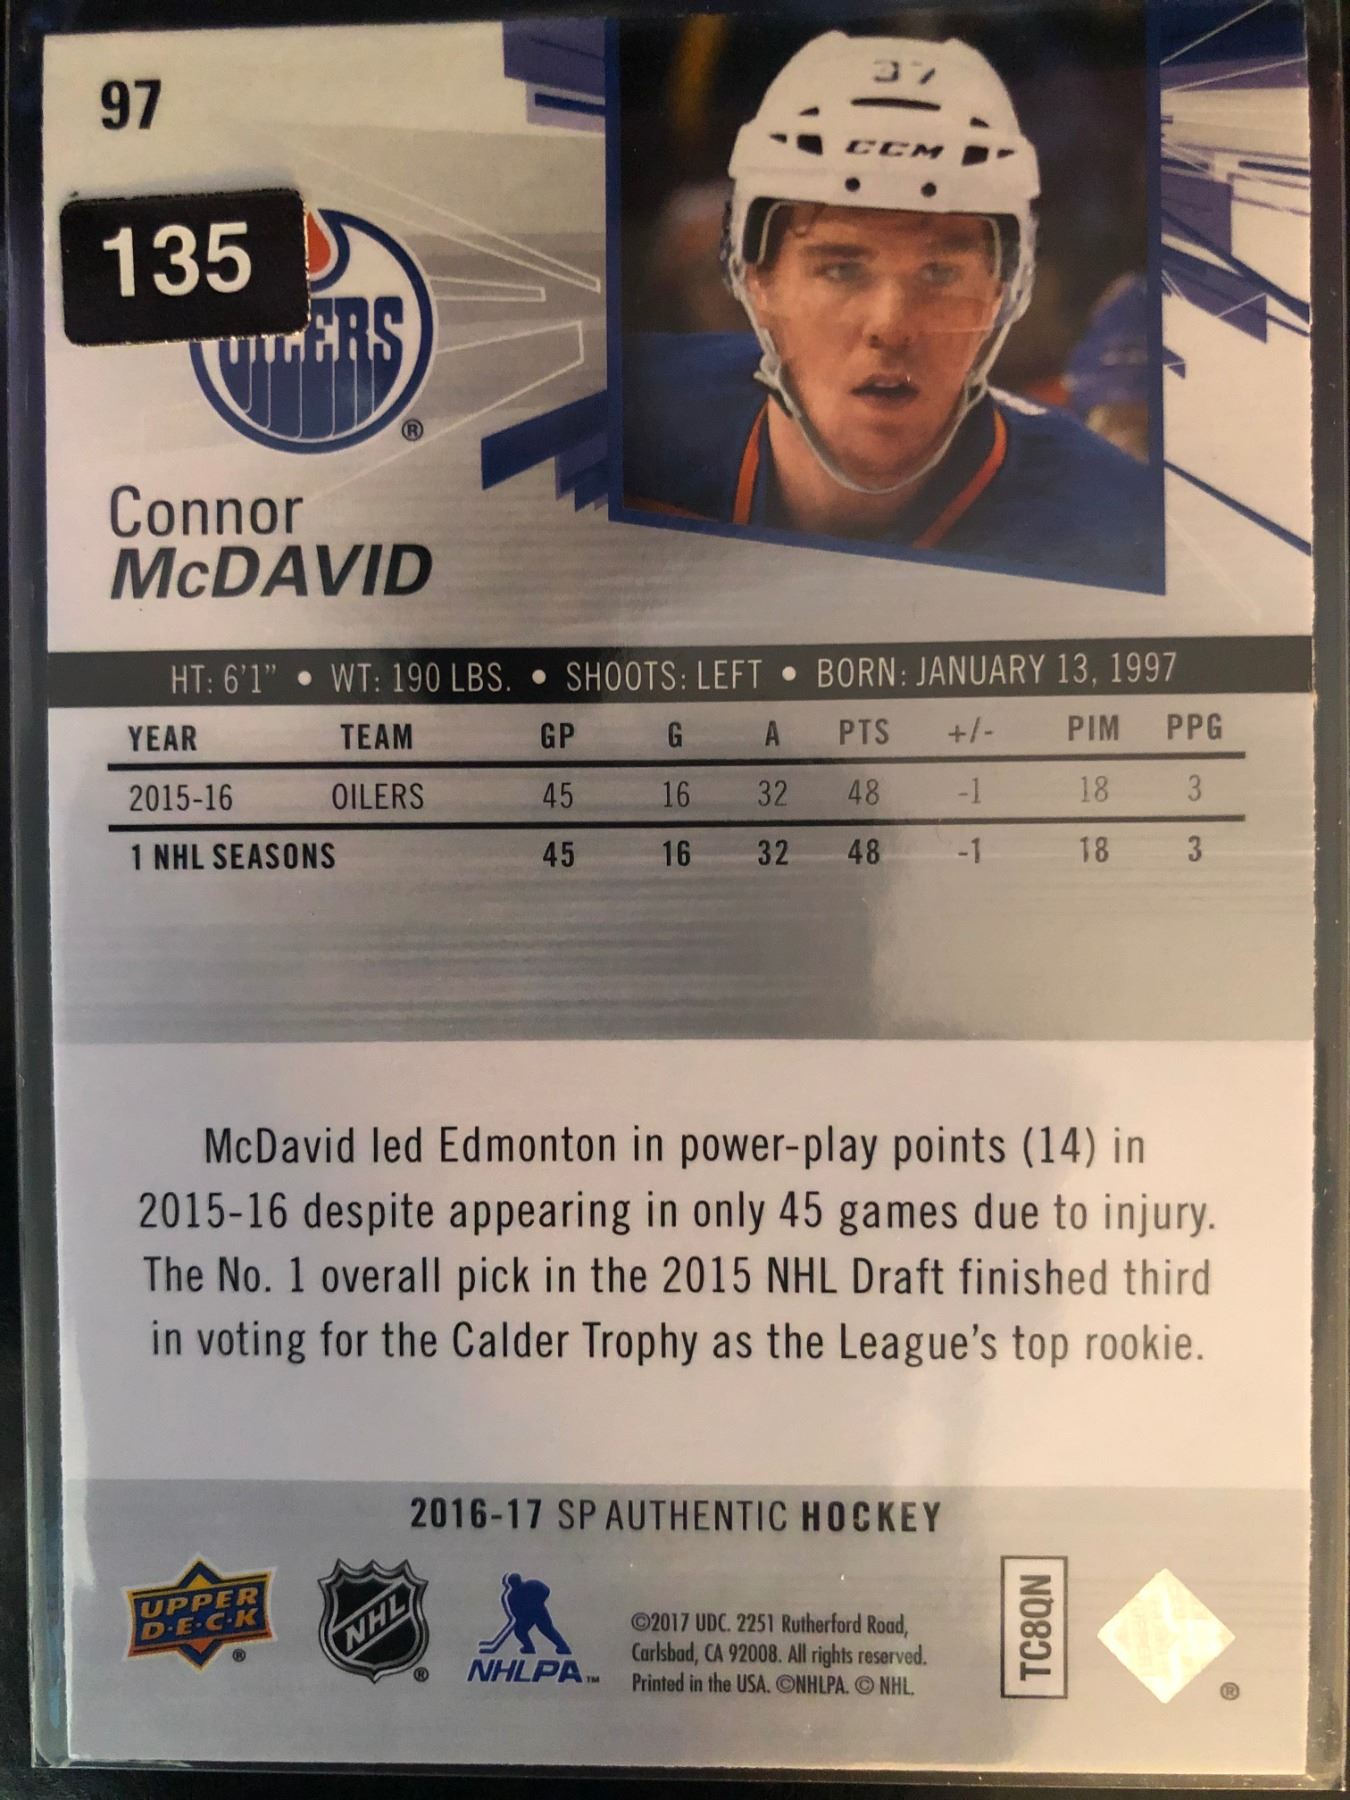 97
37
CCM
135
OILERS
®
Connor
McDAVID
HT: 6'1" • WT: 190 LBS. • SHOOTS: LEFT • BORN: JANUARY 13, 1997
YEAR TEAM GP G A PTS +/- PIM PPG
2015-16 OILERS 45 16 32 48 -1 18 3
1 NHL SEASONS 45 16 32 48 -1 18 3
McDavid led Edmonton in power-play points (14) in
2015-16 despite appearing in only 45 games due to injury.
The No. 1 overall pick in the 2015 NHL Draft finished third
in voting for the Calder Trophy as the League's top rookie.
2016-17 SP AUTHENTIC HOCKEY
UPPER
D·E·C·K
®
NHL
®
NHLPA™
©2017 UDC. 2251 Rutherford Road,
Carlsbad, CA 92008. All rights reserved.
Printed in the USA. ©NHLPA. © NHL.
TC8QN
®